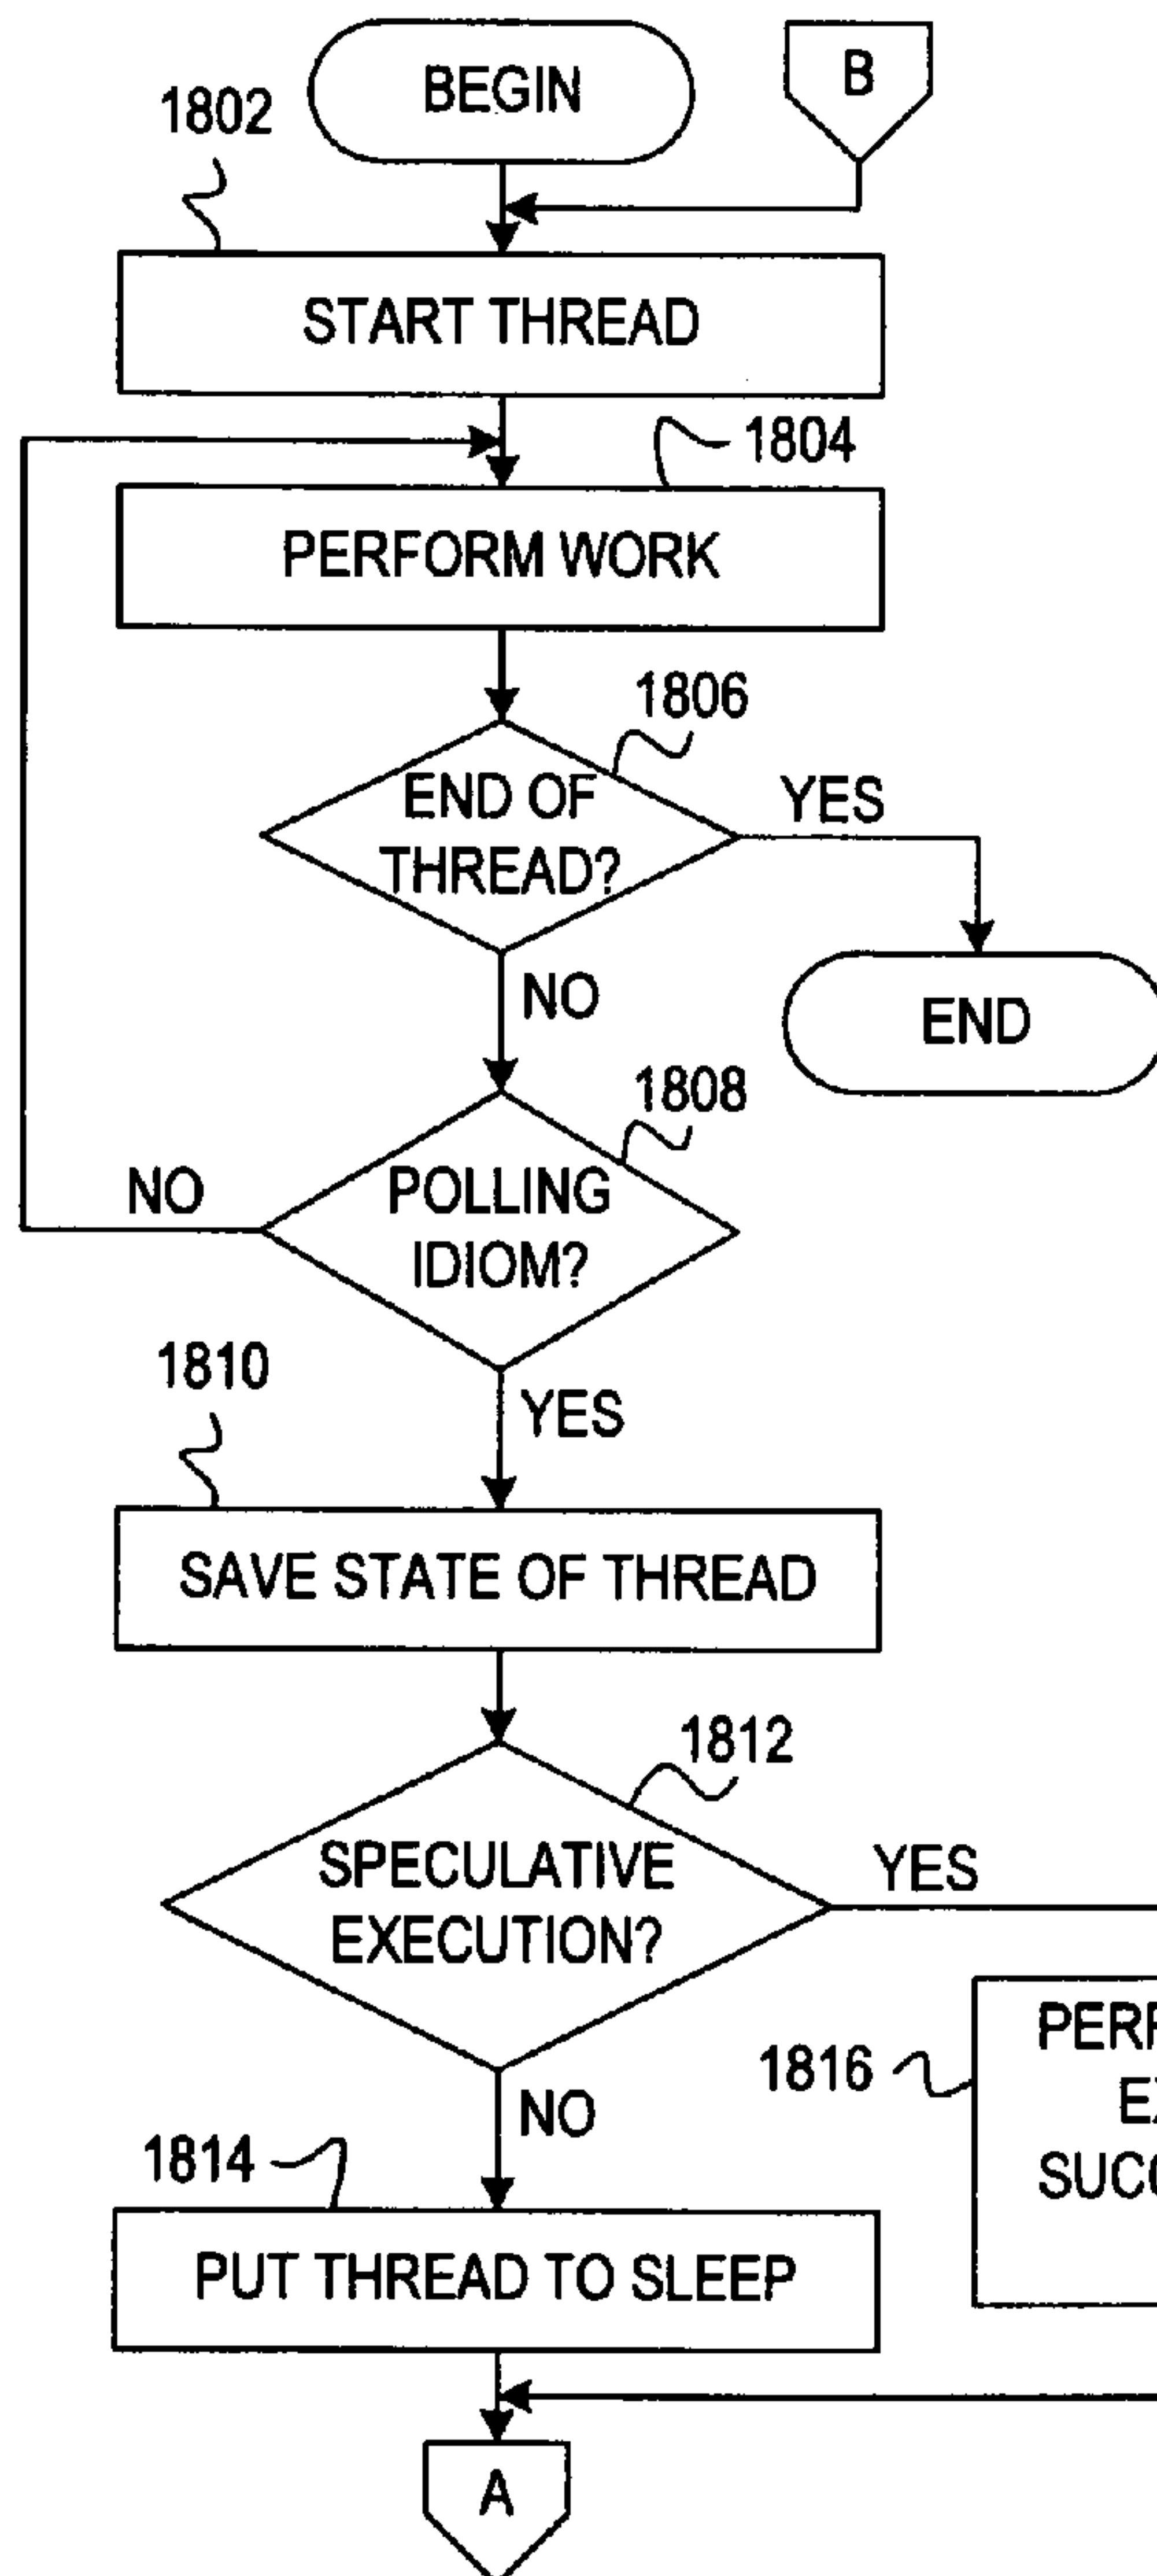 BEGIN
B
1802
START THREAD
1804
PERFORM WORK
1806
END OF
THREAD?
YES
NO
END
1808
POLLING
IDIOM?
NO
YES
1810
SAVE STATE OF THREAD
1812
SPECULATIVE
EXECUTION?
YES
NO
1816
1814
PUT THREAD TO SLEEP
A